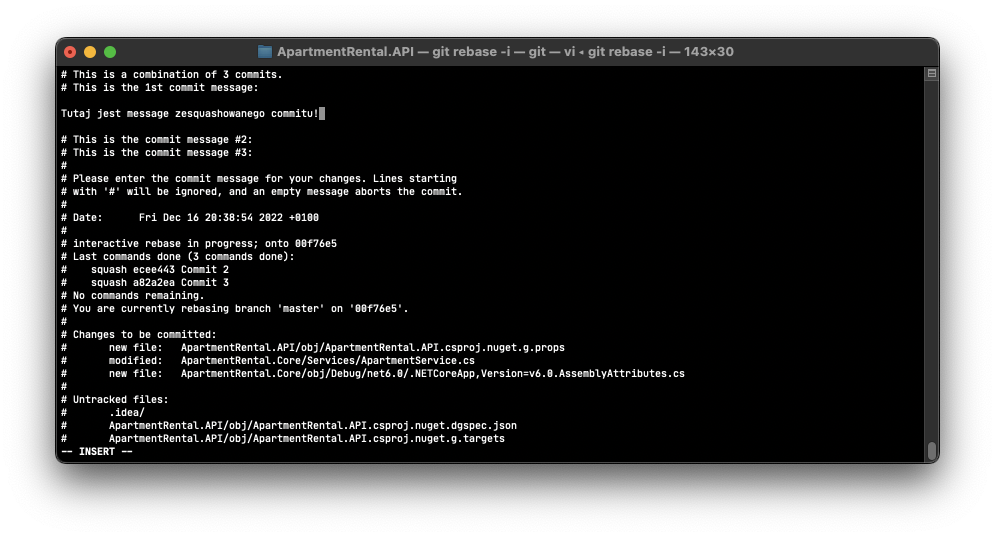 ApartmentRental.API — git rebase -i — git — vi ◂ git rebase -i — 143×30
# This is a combination of 3 commits.
# This is the 1st commit message:
Tutaj jest message zesquashowanego commitu!
# This is the commit message #2:
# This is the commit message #3:
#
# Please enter the commit message for your changes. Lines starting
# with '#' will be ignored, and an empty message aborts the commit.
#
# Date:      Fri Dec 16 20:38:54 2022 +0100
#
# interactive rebase in progress; onto 00f76e5
# Last commands done (3 commands done):
#    squash ecee443 Commit 2
#    squash a82a2ea Commit 3
# No commands remaining.
# You are currently rebasing branch 'master' on '00f76e5'.
#
# Changes to be committed:
#       new file:   ApartmentRental.API/obj/ApartmentRental.API.csproj.nuget.g.props
#       modified:   ApartmentRental.Core/Services/ApartmentService.cs
#       new file:   ApartmentRental.Core/obj/Debug/net6.0/.NETCoreApp,Version=v6.0.AssemblyAttributes.cs
#
# Untracked files:
#       .idea/
#       ApartmentRental.API/obj/ApartmentRental.API.csproj.nuget.dgspec.json
#       ApartmentRental.API/obj/ApartmentRental.API.csproj.nuget.g.targets
-- INSERT --